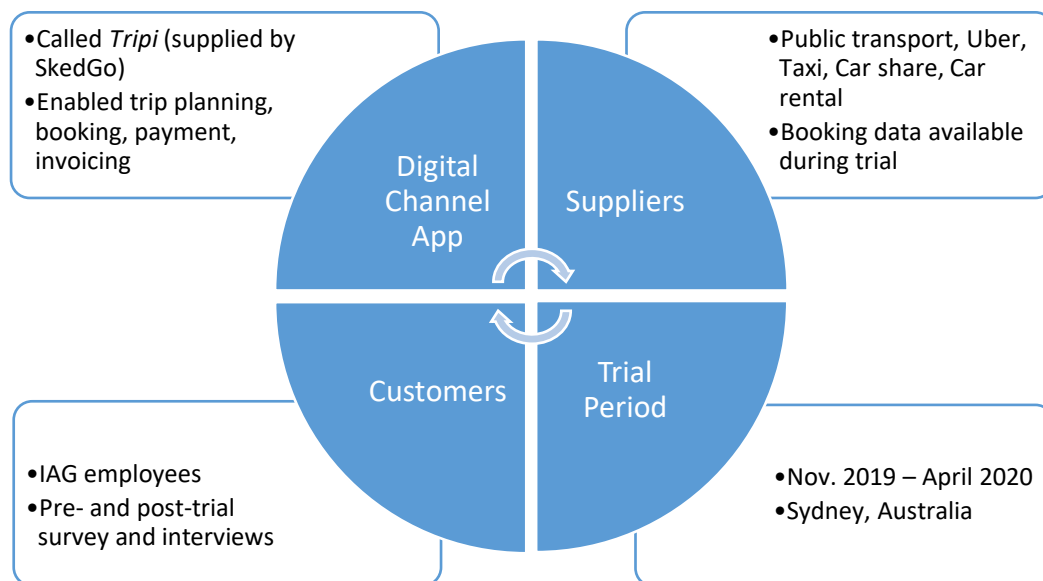 •Called Tripi (supplied by
SkedGo)
•Enabled trip planning,
booking, payment,
invoicing
•Public transport, Uber,
Taxi, Car share, Car
rental
•Booking data available
during trial
Digital
Channel
App
Suppliers
Customers
Trial
Period
•IAG employees
•Pre- and post-trial
survey and interviews
•Nov. 2019 – April 2020
•Sydney, Australia